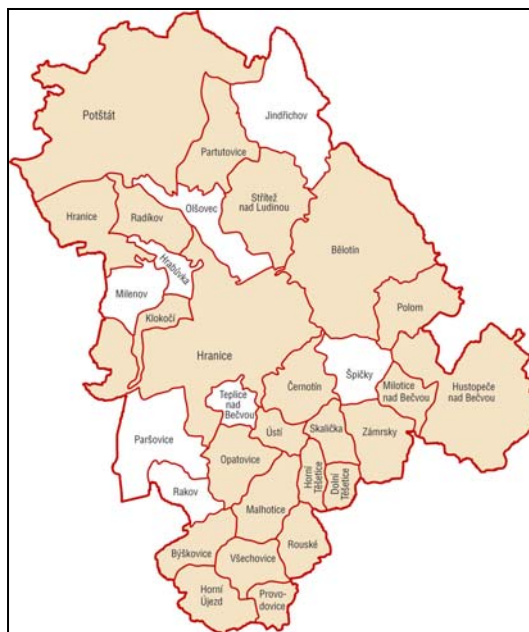 Potštát
Jindřichov
Partutovice
Střítež
nad Ludinou
Olšovec
Hranice
Radíkov
Bělotín
Hrabůvka
Milenov
Polom
Klokočí
Hranice
Špičky
Hustopeče
nad Bečvou
Milotice
nad Bečvou
Černotín
Teplice
nad
Bečvou
Ústí
Skalička
Zámrsky
Paršovice
Opatovice
Horní
Těšetice
Dolní
Těšetice
Rakov
Malhotice
Rouské
Býškovice
Všechovice
Horní
Újezd
Provo-
dovice